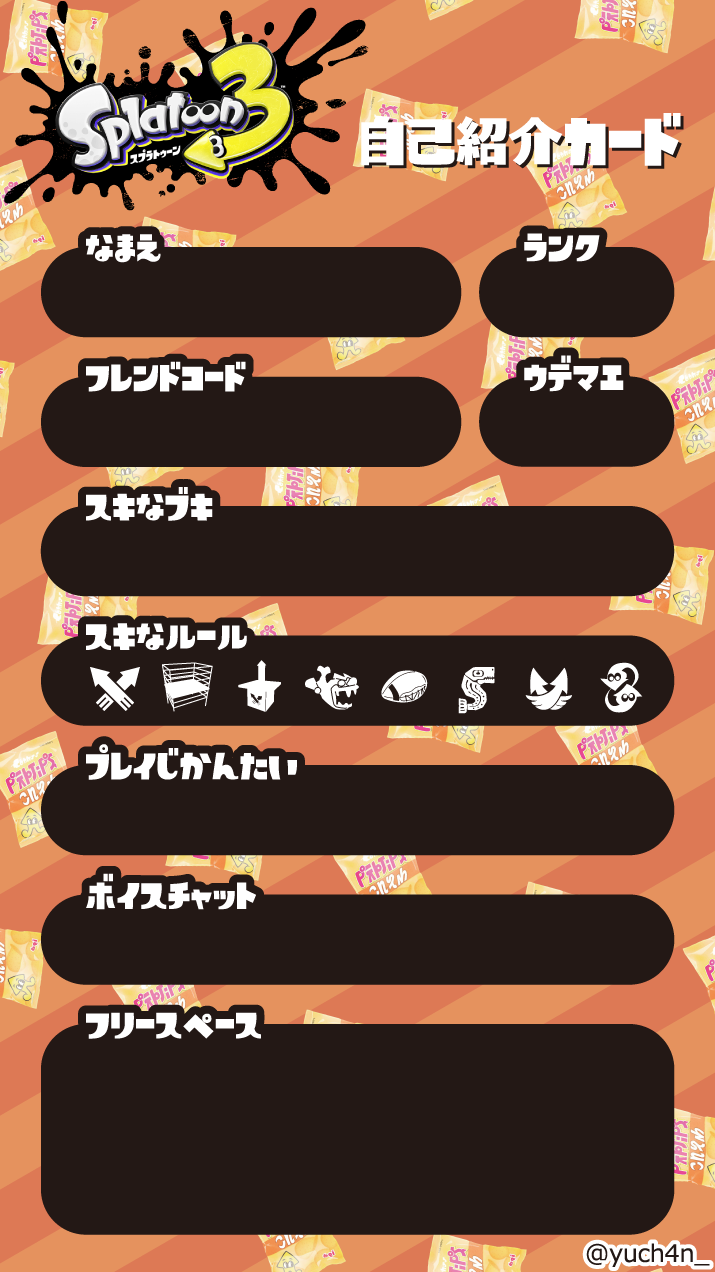 Splatoon 3
スプラトゥーン 3
自己紹介カード
なまえ
ランク
フレンドコード
ウデマエ
スキなブキ
スキなルール
プレイじかんたい
ボイスチャット
フリースペース
@yuch4n_